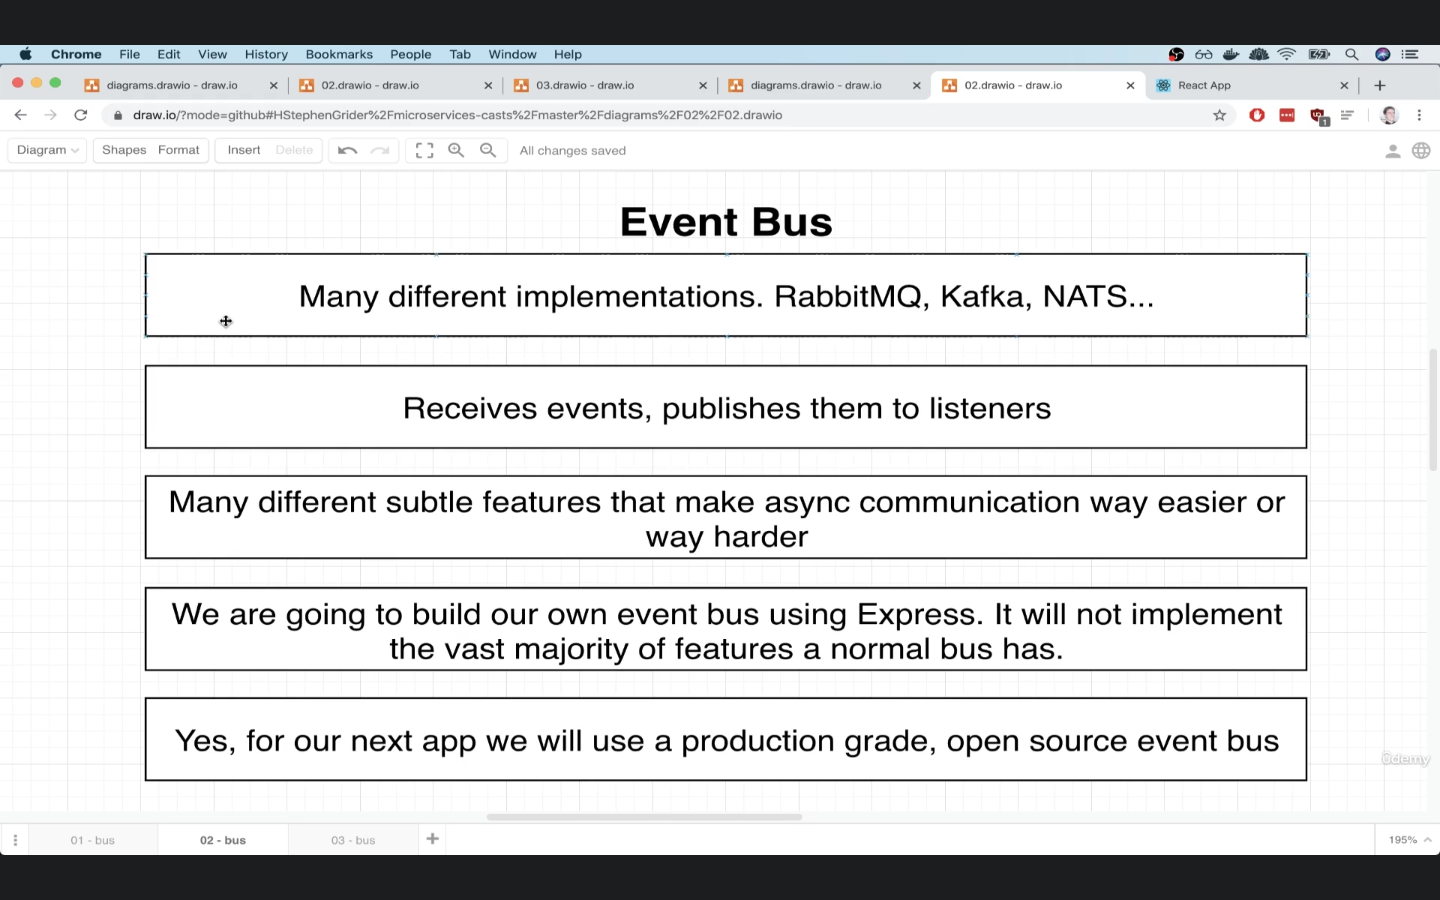 Chrome File Edit View History Bookmarks People Tab Window Help
diagrams.drawio - draw.io 02.drawio - draw.io 03.drawio - draw.io diagrams.drawio - draw.io 02.drawio - draw.io React App
draw.io/?mode=github#HStephenGrider%2Fmicroservices-casts%2Fmaster%2Fdiagrams%2F02%2F02.drawio 1
Diagram Shapes Format Insert Delete All changes saved
Event Bus
Many different implementations. RabbitMQ, Kafka, NATS...
Receives events, publishes them to listeners
Many different subtle features that make async communication way easier or
way harder
We are going to build our own event bus using Express. It will not implement
the vast majority of features a normal bus has.
Yes, for our next app we will use a production grade, open source event bus
ûdemy
01 - bus 02 - bus 03 - bus 195%